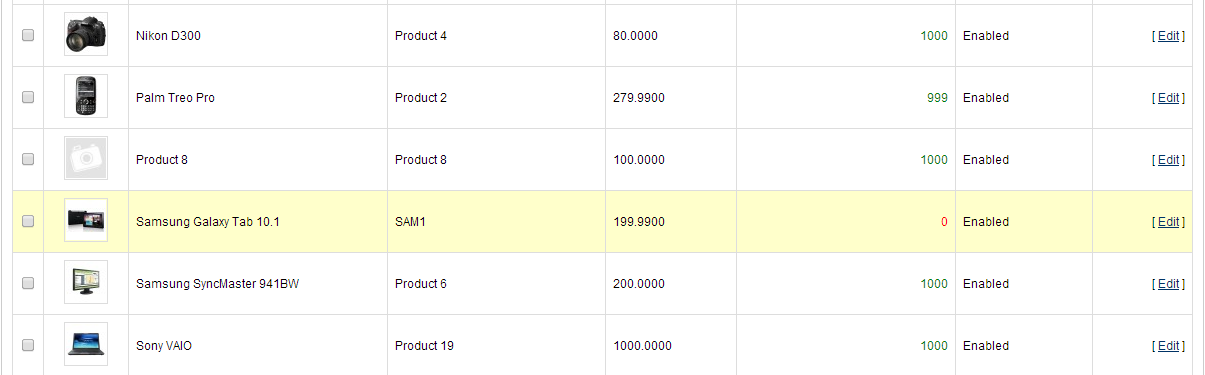 Nikon D300 Product 4 80.0000 1000 Enabled [ Edit ]
Palm Treo Pro Product 2 279.9900 999 Enabled [ Edit ]
Product 8 Product 8 100.0000 1000 Enabled [ Edit ]
Samsung Galaxy Tab 10.1 SAM1 199.9900 0 Enabled [ Edit ]
Samsung SyncMaster 941BW Product 6 200.0000 1000 Enabled [ Edit ]
Sony VAIO Product 19 1000.0000 1000 Enabled [ Edit ]